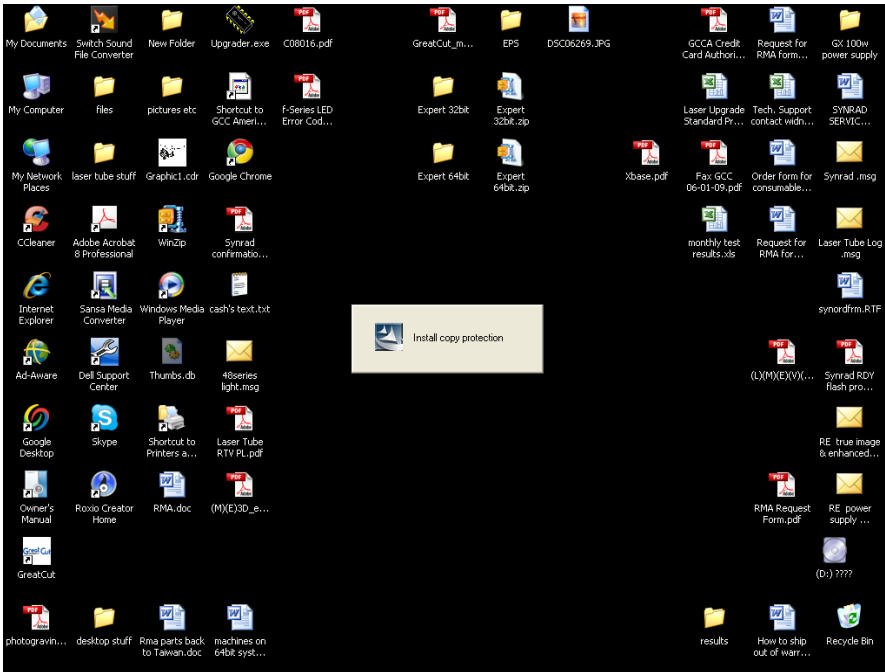 My Documents
Switch Sound
File Converter
New Folder
Upgrader.exe
C08016.pdf
GreatCut_m...
EPS
DSC06269.JPG
GCCA Credit
Card Authori...
Request for
RMA form...
GX 100w
power supply
My Computer
files
pictures etc
Shortcut to
GCC Ameri...
f-Series LED
Error Cod...
Expert 32bit
Expert
32bit.zip
Laser Upgrade
Standard Pr...
Tech. Support
contact widn...
SYNRAD
SERVIC...
My Network
Places
laser tube stuff
Graphic1.cdr
Google Chrome
Expert 64bit
Expert
64bit.zip
Xbase.pdf
Fax GCC
06-01-09.pdf
Order form for
consumable...
Synrad .msg
CCleaner
Adobe Acrobat
8 Professional
WinZip
Synrad
confirmatio...
monthly test
results.xls
Request for
RMA for...
Laser Tube Log
.msg
Internet
Explorer
Sansa Media
Converter
Windows Media
Player
cash's text.txt
synordfrm.RTF
Install copy protection
Ad-Aware
Dell Support
Center
Thumbs.db
48series
light.msg
(L)(M)(E)(V)(...
Synrad RDY
flash pro...
Google
Desktop
Skype
Shortcut to
Printers a...
Laser Tube
RTV PL.pdf
RE true image
& enhanced...
Owner's
Manual
Roxio Creator
Home
RMA.doc
(M)(E)3D_e...
RMA Request
Form.pdf
RE power
supply ...
Great Cut
GreatCut
(D:) ????
photogravin...
desktop stuff
Rma parts back
to Taiwan.doc
machines on
64bit syst...
results
How to ship
out of warr...
Recycle Bin